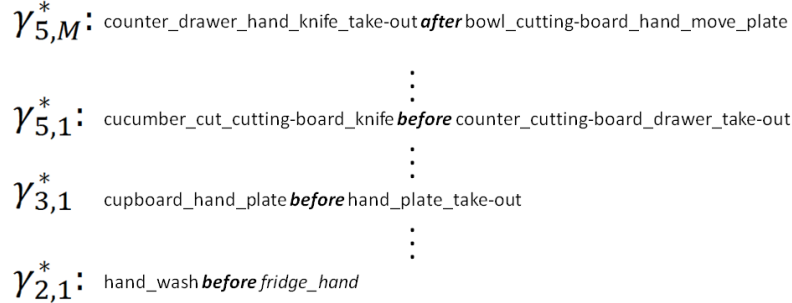 γ*5,M: counter_drawer_hand_knife_take-out after bowl_cutting-board_hand_move_plate
⋮
γ*5,1: cucumber_cut_cutting-board_knife before counter_cutting-board_drawer_take-out
⋮
γ*3,1 cupboard_hand_plate before hand_plate_take-out
⋮
γ*2,1: hand_wash before fridge_hand